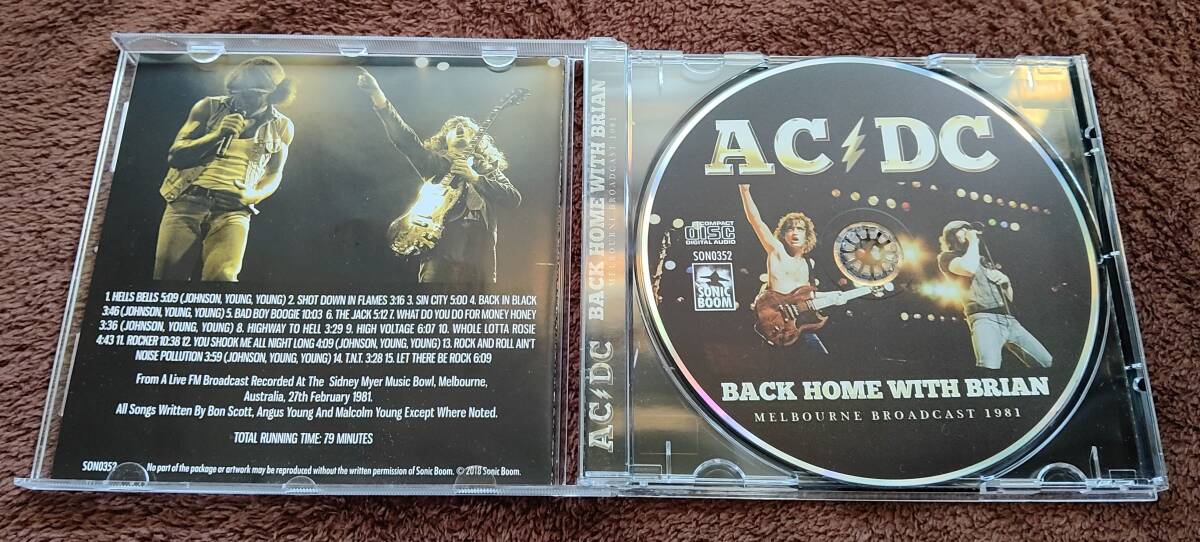 1. HELLS BELLS 5:09 (JOHNSON, YOUNG, YOUNG) 2. SHOT DOWN IN FLAMES 3:16 3. SIN CITY 5:00 4. BACK IN BLACK
3:46 (JOHNSON, YOUNG, YOUNG) 5. BAD BOY BOOGIE 10:03 6. THE JACK 5:12 7. WHAT DO YOU DO FOR MONEY HONEY
3:36 (JOHNSON, YOUNG, YOUNG) 8. HIGHWAY TO HELL 3:29 9. HIGH VOLTAGE 6:07 10. WHOLE LOTTA ROSIE
4:43 11. ROCKER 10:38 12. YOU SHOOK ME ALL NIGHT LONG 4:09 (JOHNSON, YOUNG, YOUNG) 13. ROCK AND ROLL AIN'T
NOISE POLLUTION 3:59 (JOHNSON, YOUNG, YOUNG) 14. T.N.T. 3:28 15. LET THERE BE ROCK 6:09
From A Live FM Broadcast Recorded At The Sidney Myer Music Bowl, Melbourne,
Australia, 27th February 1981.
All Songs Written By Bon Scott, Angus Young And Malcolm Young Except Where Noted.
TOTAL RUNNING TIME: 79 MINUTES
SON0352 No part of the package or artwork may be reproduced without the written permission of Sonic Boom. © 2018 Sonic Boom.
AC/DC BACK HOME WITH BRIAN
MELBOURNE BROADCAST 1981
AC/DC
COMPACT
disc
DIGITAL AUDIO
SON0352
SONIC
BOOM
BACK HOME WITH BRIAN
MELBOURNE BROADCAST 1981